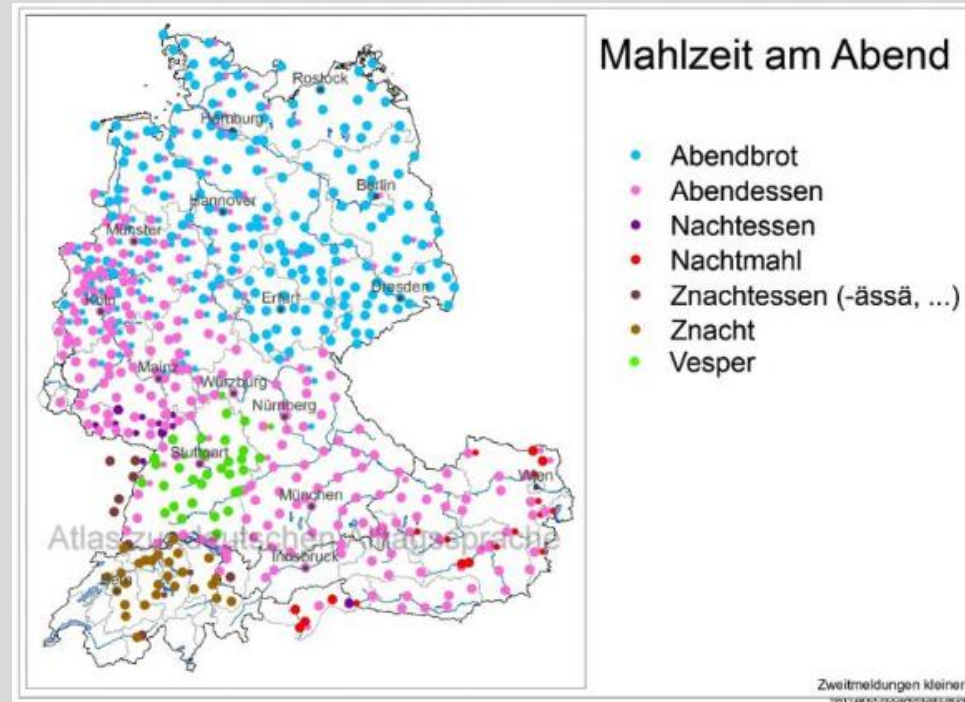 Mahlzeit am Abend
Abendbrot
Abendessen
Nachtessen
Nachtmahl
Znachtessen (-ässä, ...)
Znacht
Vesper
Rostock
Hamburg
Berlin
Hannover
Münster
Dresden
Köln
Erfurt
Mainz
Würzburg
Nürnberg
Stuttgart
Wien
München
Atlas zur deutschen Alltagssprache
Innsbruck
Bern
Zweitmeldungen kleiner